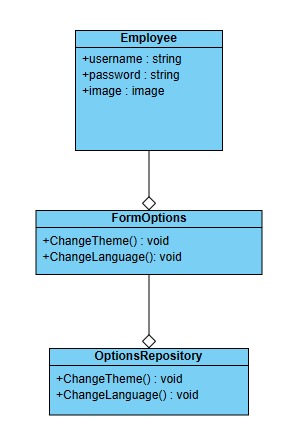 Employee
+username : string
+password : string
+image : image
FormOptions
+ChangeTheme() : void
+ChangeLanguage(): void
OptionsRepository
+ChangeTheme() : void
+ChangeLanguage() : void